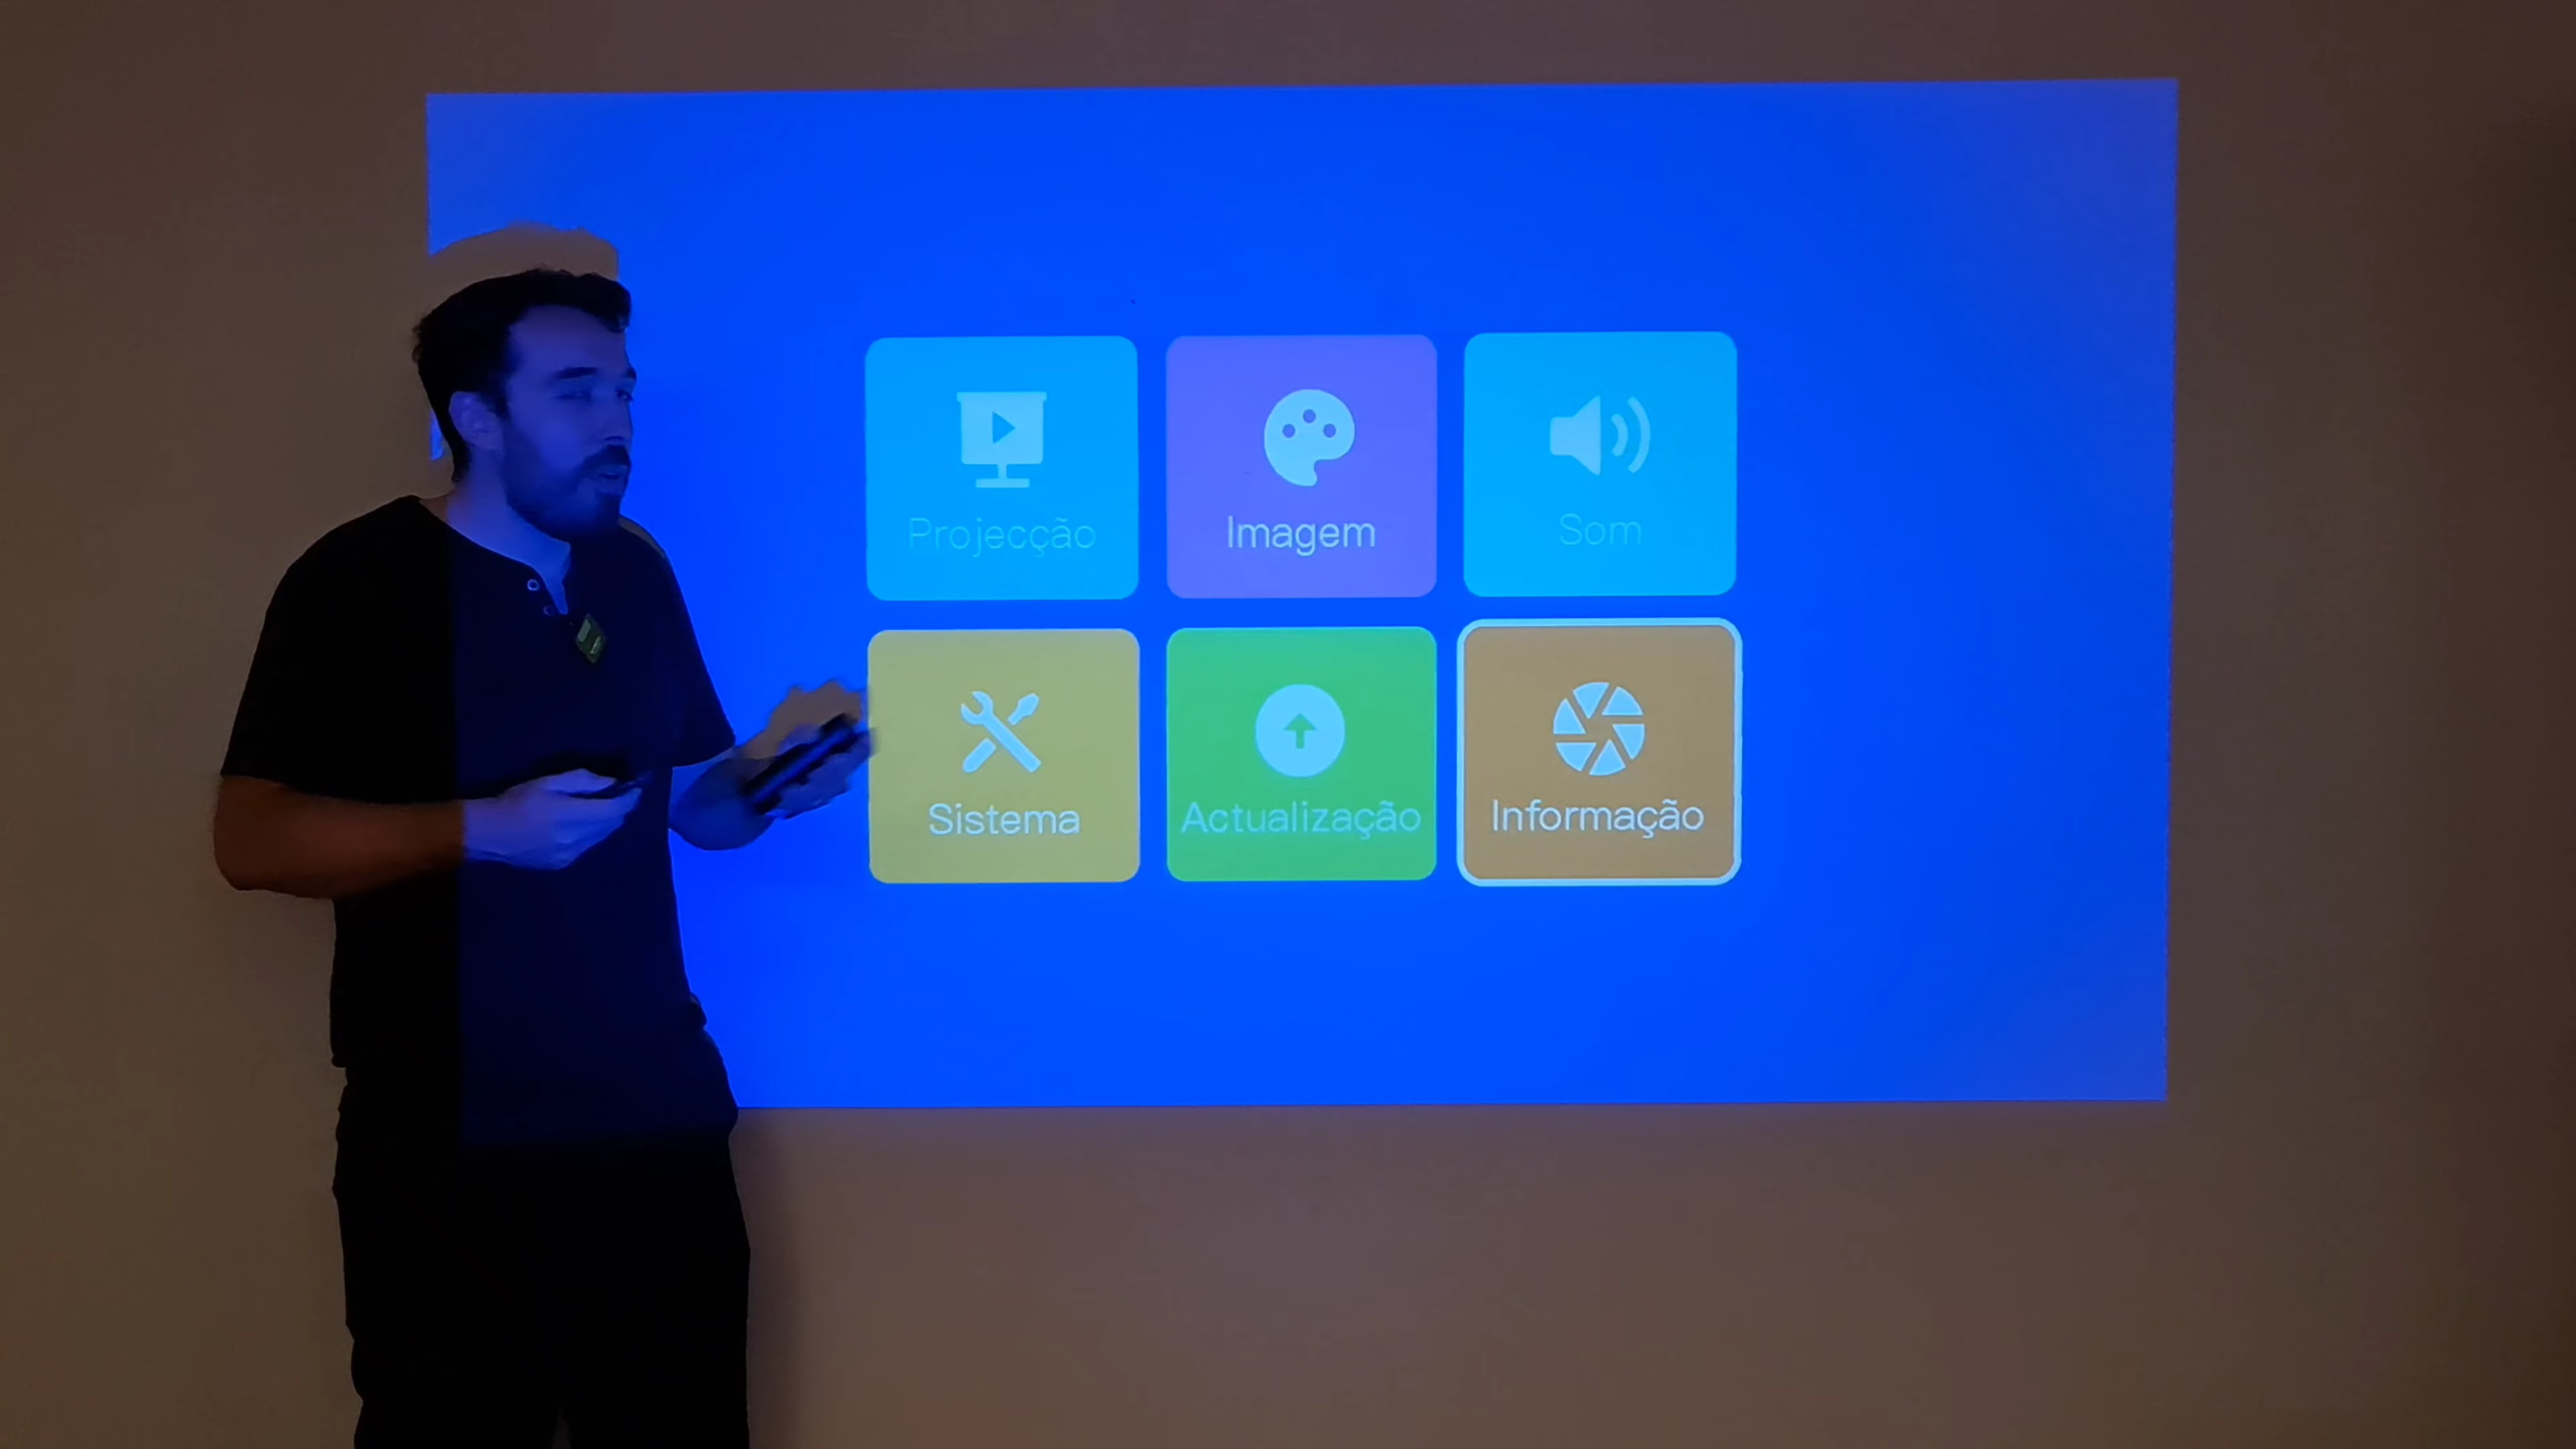 Projecção
Imagem
Som
Sistema
Actualização
Informação